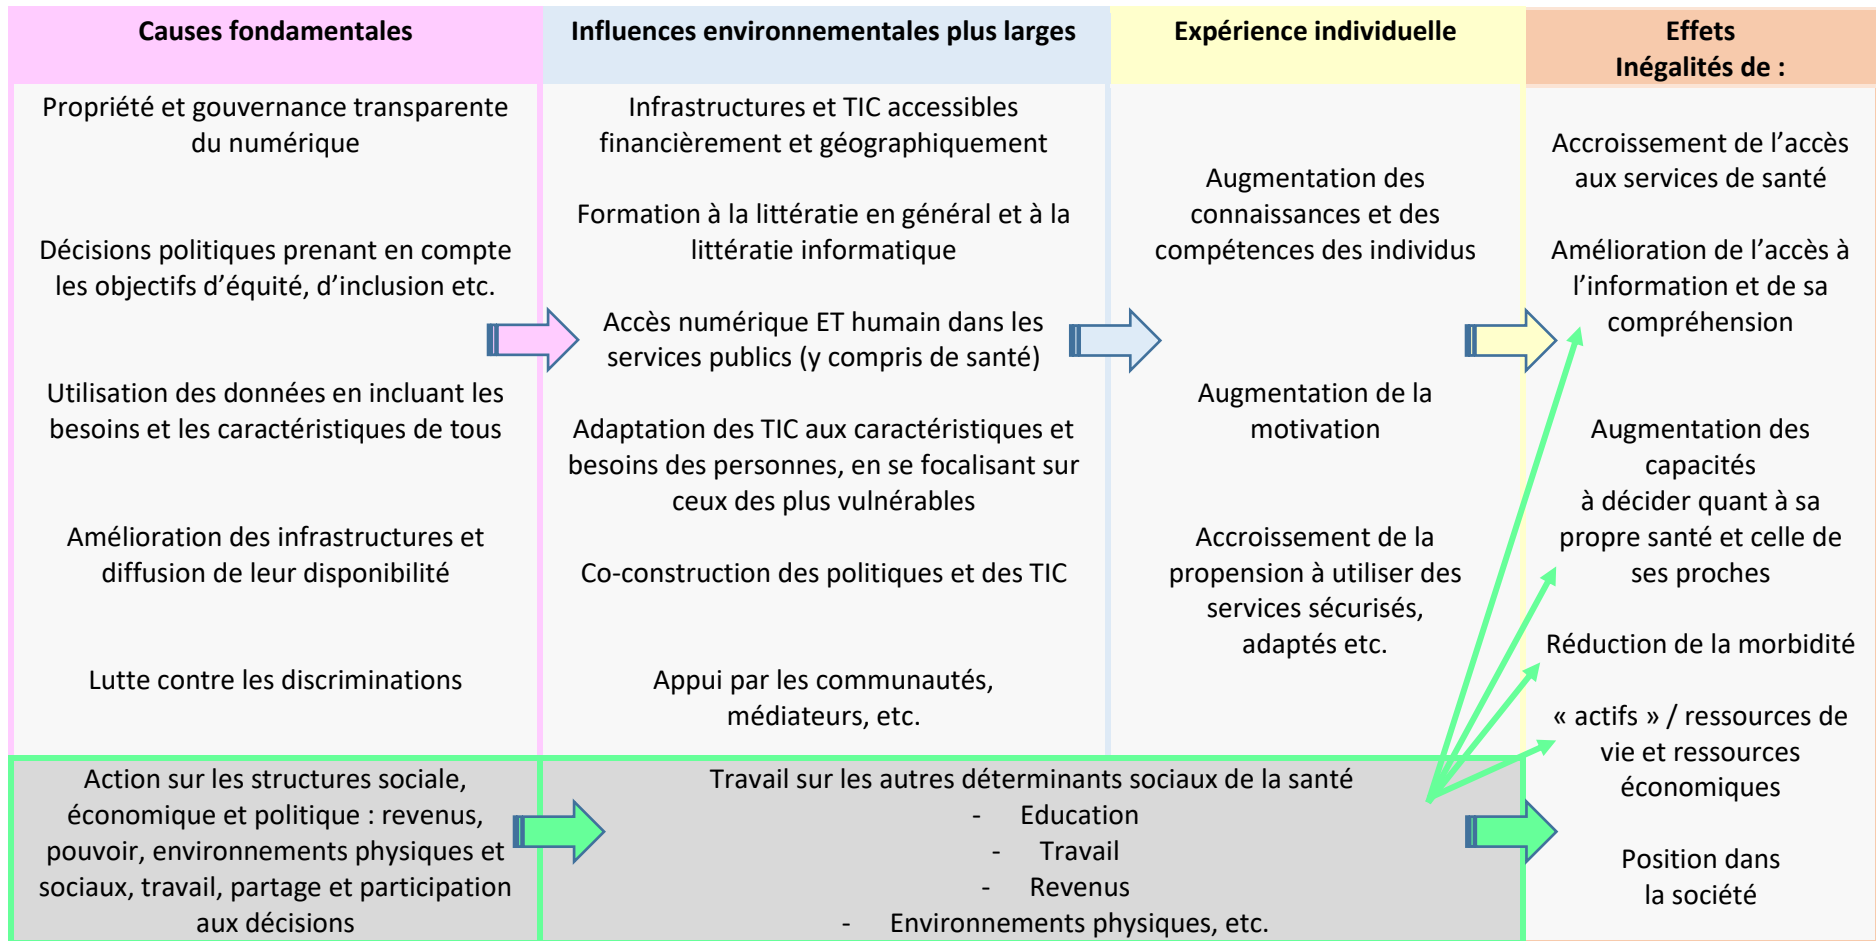 Causes fondamentales
Propriété et gouvernance transparente
du numérique
Décisions politiques prenant en compte
les objectifs d’équité, d’inclusion etc.
Utilisation des données en incluant les
besoins et les caractéristiques de tous
Amélioration des infrastructures et
diffusion de leur disponibilité
Lutte contre les discriminations
Influences environnementales plus larges
Infrastructures et TIC accessibles
financièrement et géographiquement
Formation à la littératie en général et à la
littératie informatique
Accès numérique ET humain dans les
services publics (y compris de santé)
Adaptation des TIC aux caractéristiques et
besoins des personnes, en se focalisant sur
ceux des plus vulnérables
Co-construction des politiques et des TIC
Appui par les communautés,
médiateurs, etc.
Expérience individuelle
Augmentation des
connaissances et des
compétences des individus
Augmentation de la
motivation
Accroissement de la
propension à utiliser des
services sécurisés,
adaptés etc.
Effets
Inégalités de :
Accroissement de l’accès
aux services de santé
Amélioration de l’accès à
l’information et de sa
compréhension
Augmentation des
capacités
à décider quant à sa
propre santé et celle de
ses proches
Réduction de la morbidité
« actifs » / ressources de
vie et ressources
économiques
Position dans
la société
Action sur les structures sociale,
économique et politique : revenus,
pouvoir, environnements physiques et
sociaux, travail, partage et participation
aux décisions
Travail sur les autres déterminants sociaux de la santé
- Education
- Travail
- Revenus
- Environnements physiques, etc.